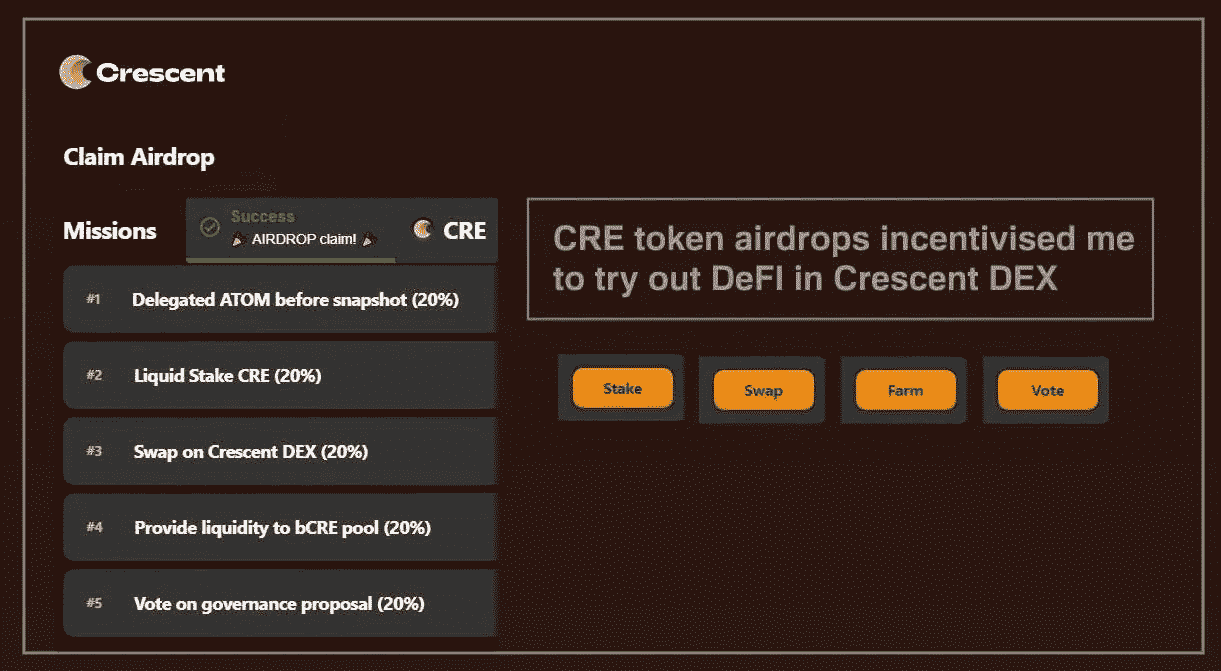 Crescent
Claim Airdrop
Missions
Success
AIRDROP claim!
CRE
#1 Delegated ATOM before snapshot (20%)
#2 Liquid Stake CRE (20%)
#3 Swap on Crescent DEX (20%)
#4 Provide liquidity to bCRE pool (20%)
#5 Vote on governance proposal (20%)
CRE token airdrops incentivised me
to try out DeFI in Crescent DEX
Stake
Swap
Farm
Vote